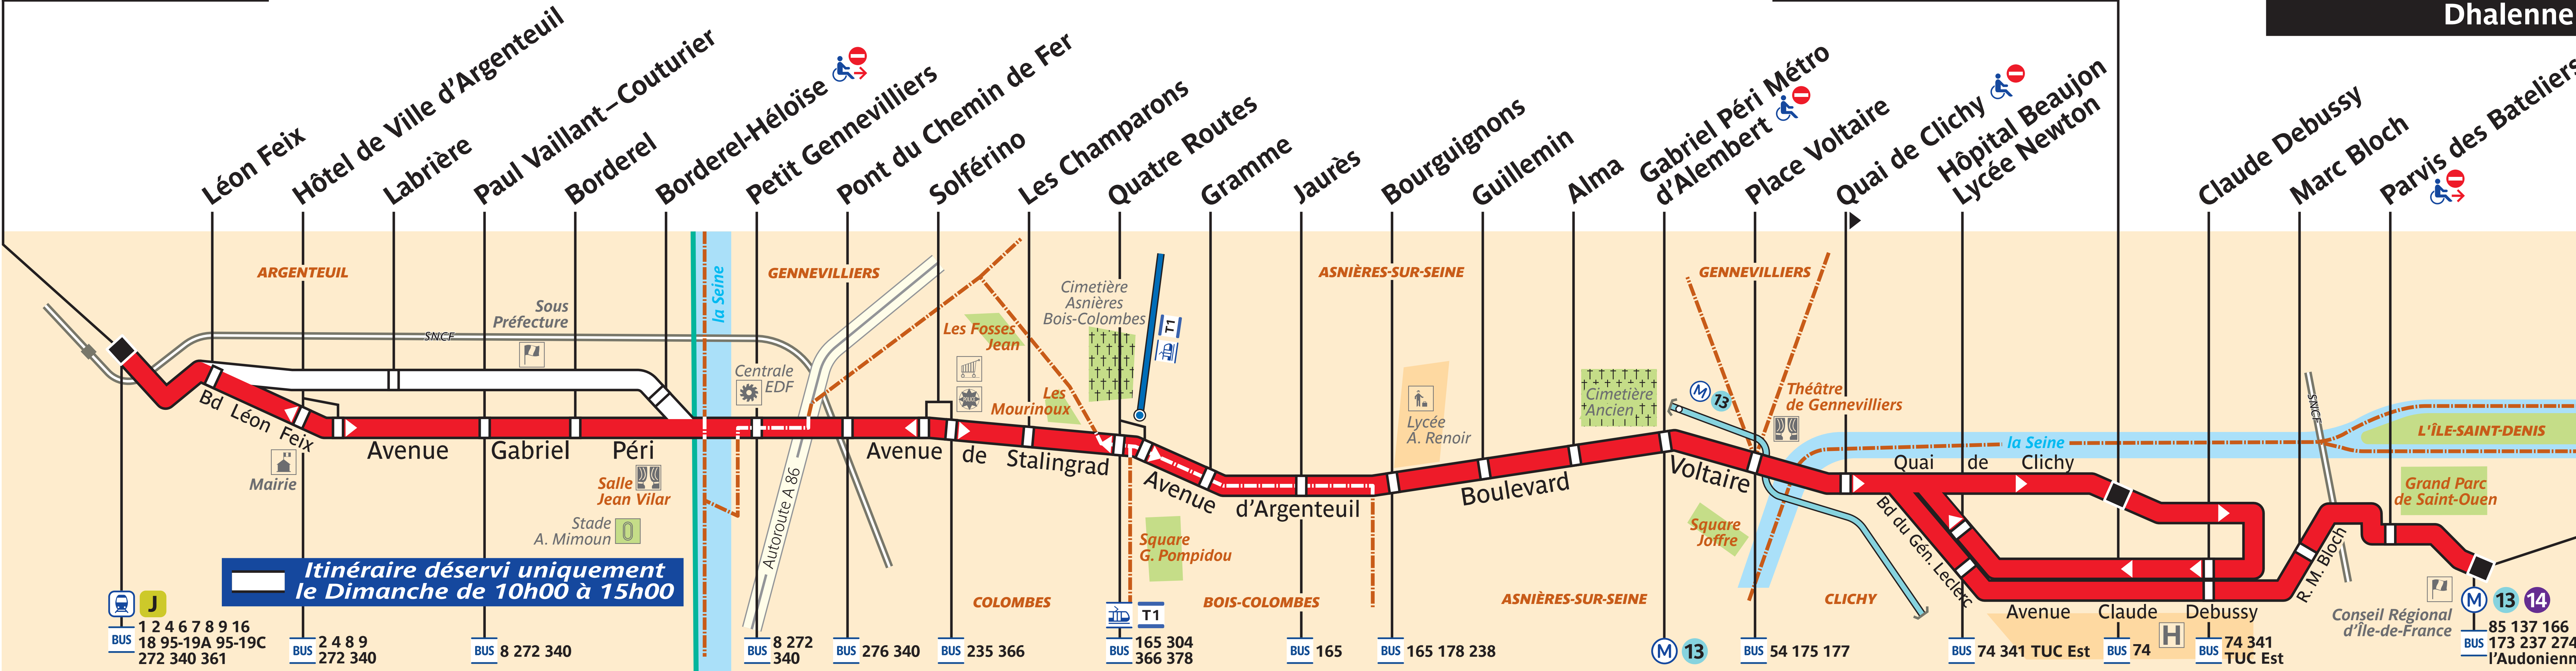 Dhalenne
Léon Feix
Hôtel de Ville d'Argenteuil
Labrière
Paul Vaillant–Couturier
Borderel
Borderel-Héloïse
Petit Gennevilliers
Pont du Chemin de Fer
Solférino
Les Champarons
Quatre Routes
Gramme
Jaurès
Bourguignons
Guillemin
Alma
Gabriel Péri Métro
d'Alembert
Place Voltaire
Quai de Clichy
Hôpital Beaujon
Lycée Newton
Claude Debussy
Marc Bloch
Parvis des Bateliers
ARGENTEUIL
la Seine
GENNEVILLIERS
ASNIÈRES-SUR-SEINE
GENNEVILLIERS
Sous
Préfecture
SNCF
Cimetière
Asnières
Bois-Colombes
T1
Les Fosses
Jean
Centrale
EDF
POLICE
Les
Mourinoux
Lycée
A. Renoir
Cimetière
Ancien
M 13
Théâtre
de Gennevilliers
SNCF
la Seine
L'ÎLE-SAINT-DENIS
Bd Léon Feix
Avenue Gabriel Péri
Avenue de Stalingrad
Avenue d'Argenteuil
Boulevard Voltaire
Quai de Clichy
Bd du Gén. Leclerc
Avenue Claude Debussy
R. M. Bloch
Mairie
Salle
Jean Vilar
Stade
A. Mimoun
Autoroute A 86
Square
G. Pompidou
Square
Joffre
Grand Parc
de Saint-Ouen
Conseil Régional
d'Île-de-France
H
Itinéraire déservi uniquement
le Dimanche de 10h00 à 15h00
COLOMBES
BOIS-COLOMBES
ASNIÈRES-SUR-SEINE
CLICHY
J
BUS 1 2 4 6 7 8 9 16
18 95-19A 95-19C
272 340 361
BUS 2 4 8 9
272 340
BUS 8 272 340
BUS 8 272
340
BUS 276 340
BUS 235 366
T1
BUS 165 304
366 378
BUS 165
BUS 165 178 238
M 13
BUS 54 175 177
BUS 74 341 TUC Est
BUS 74
BUS 74 341
TUC Est
M 13 14
BUS 85 137 166
173 237 274
l'Audonien